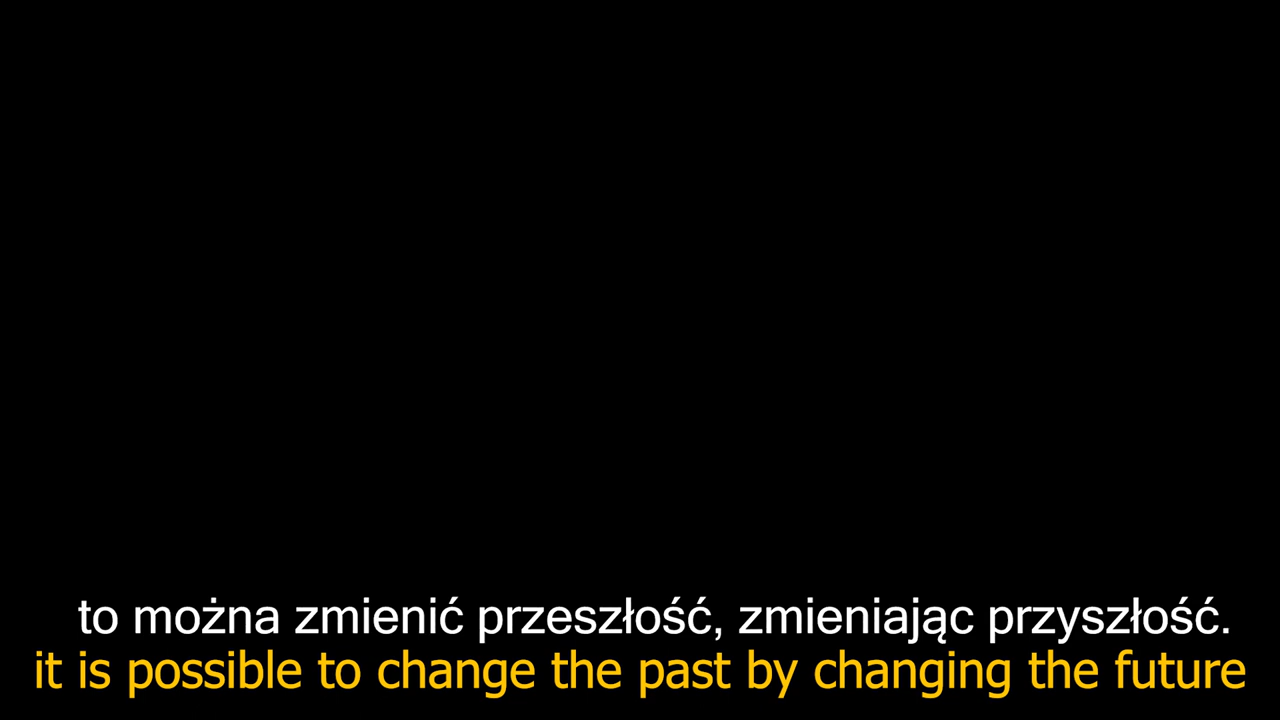 to można zmienić przeszłość, zmieniając przyszłość.
it is possible to change the past by changing the future